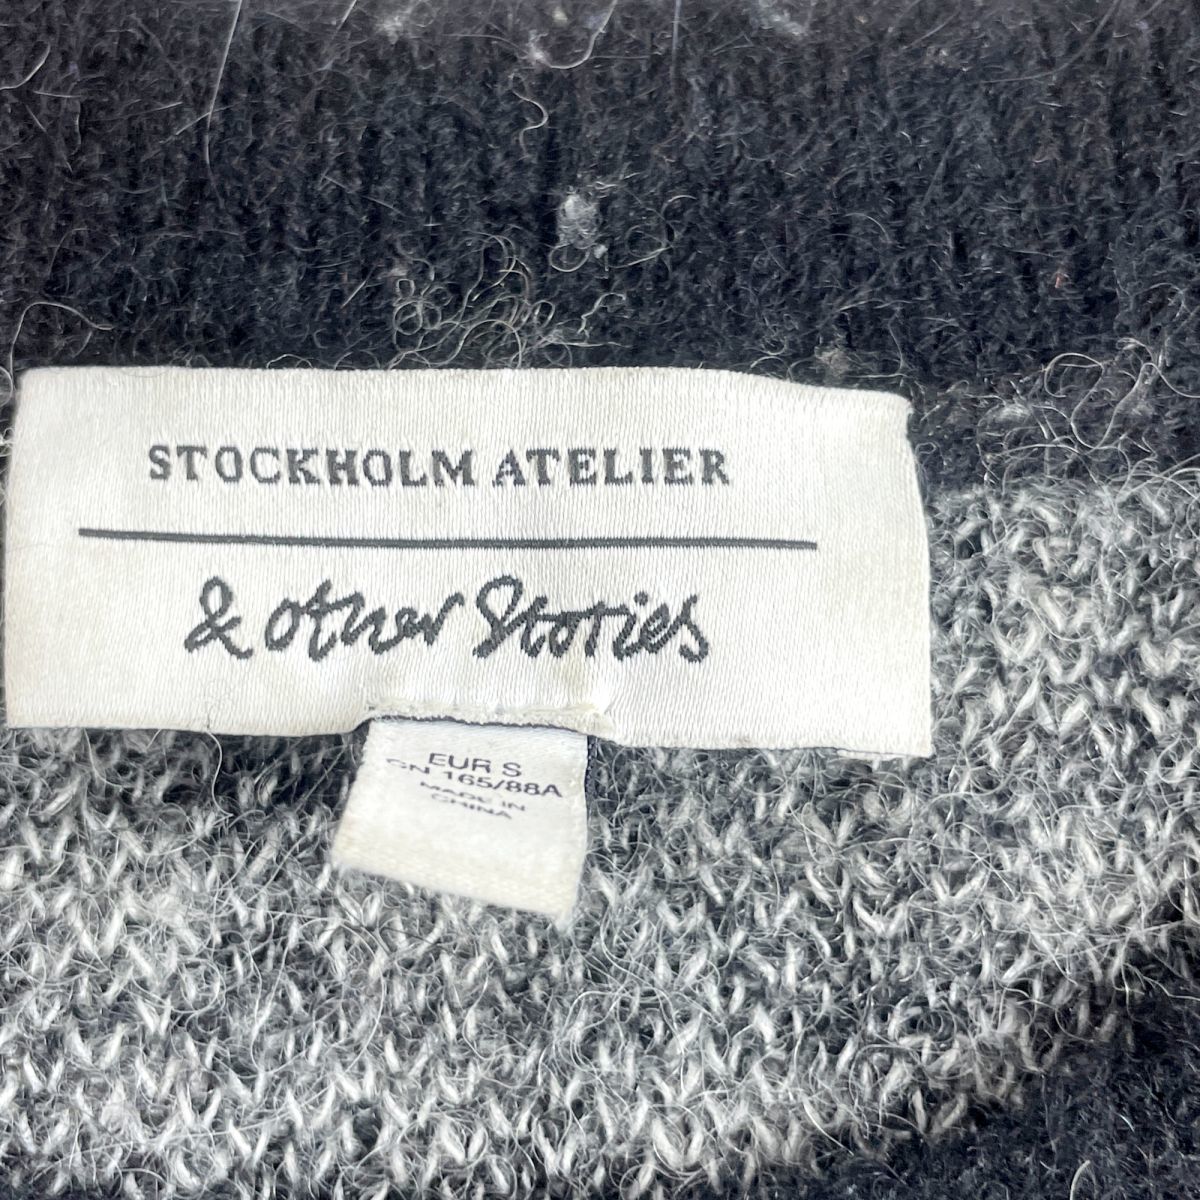 STOCKHOLM ATELIER
& other Stories
EUR S
CN 165/88A
MADE IN
CHINA